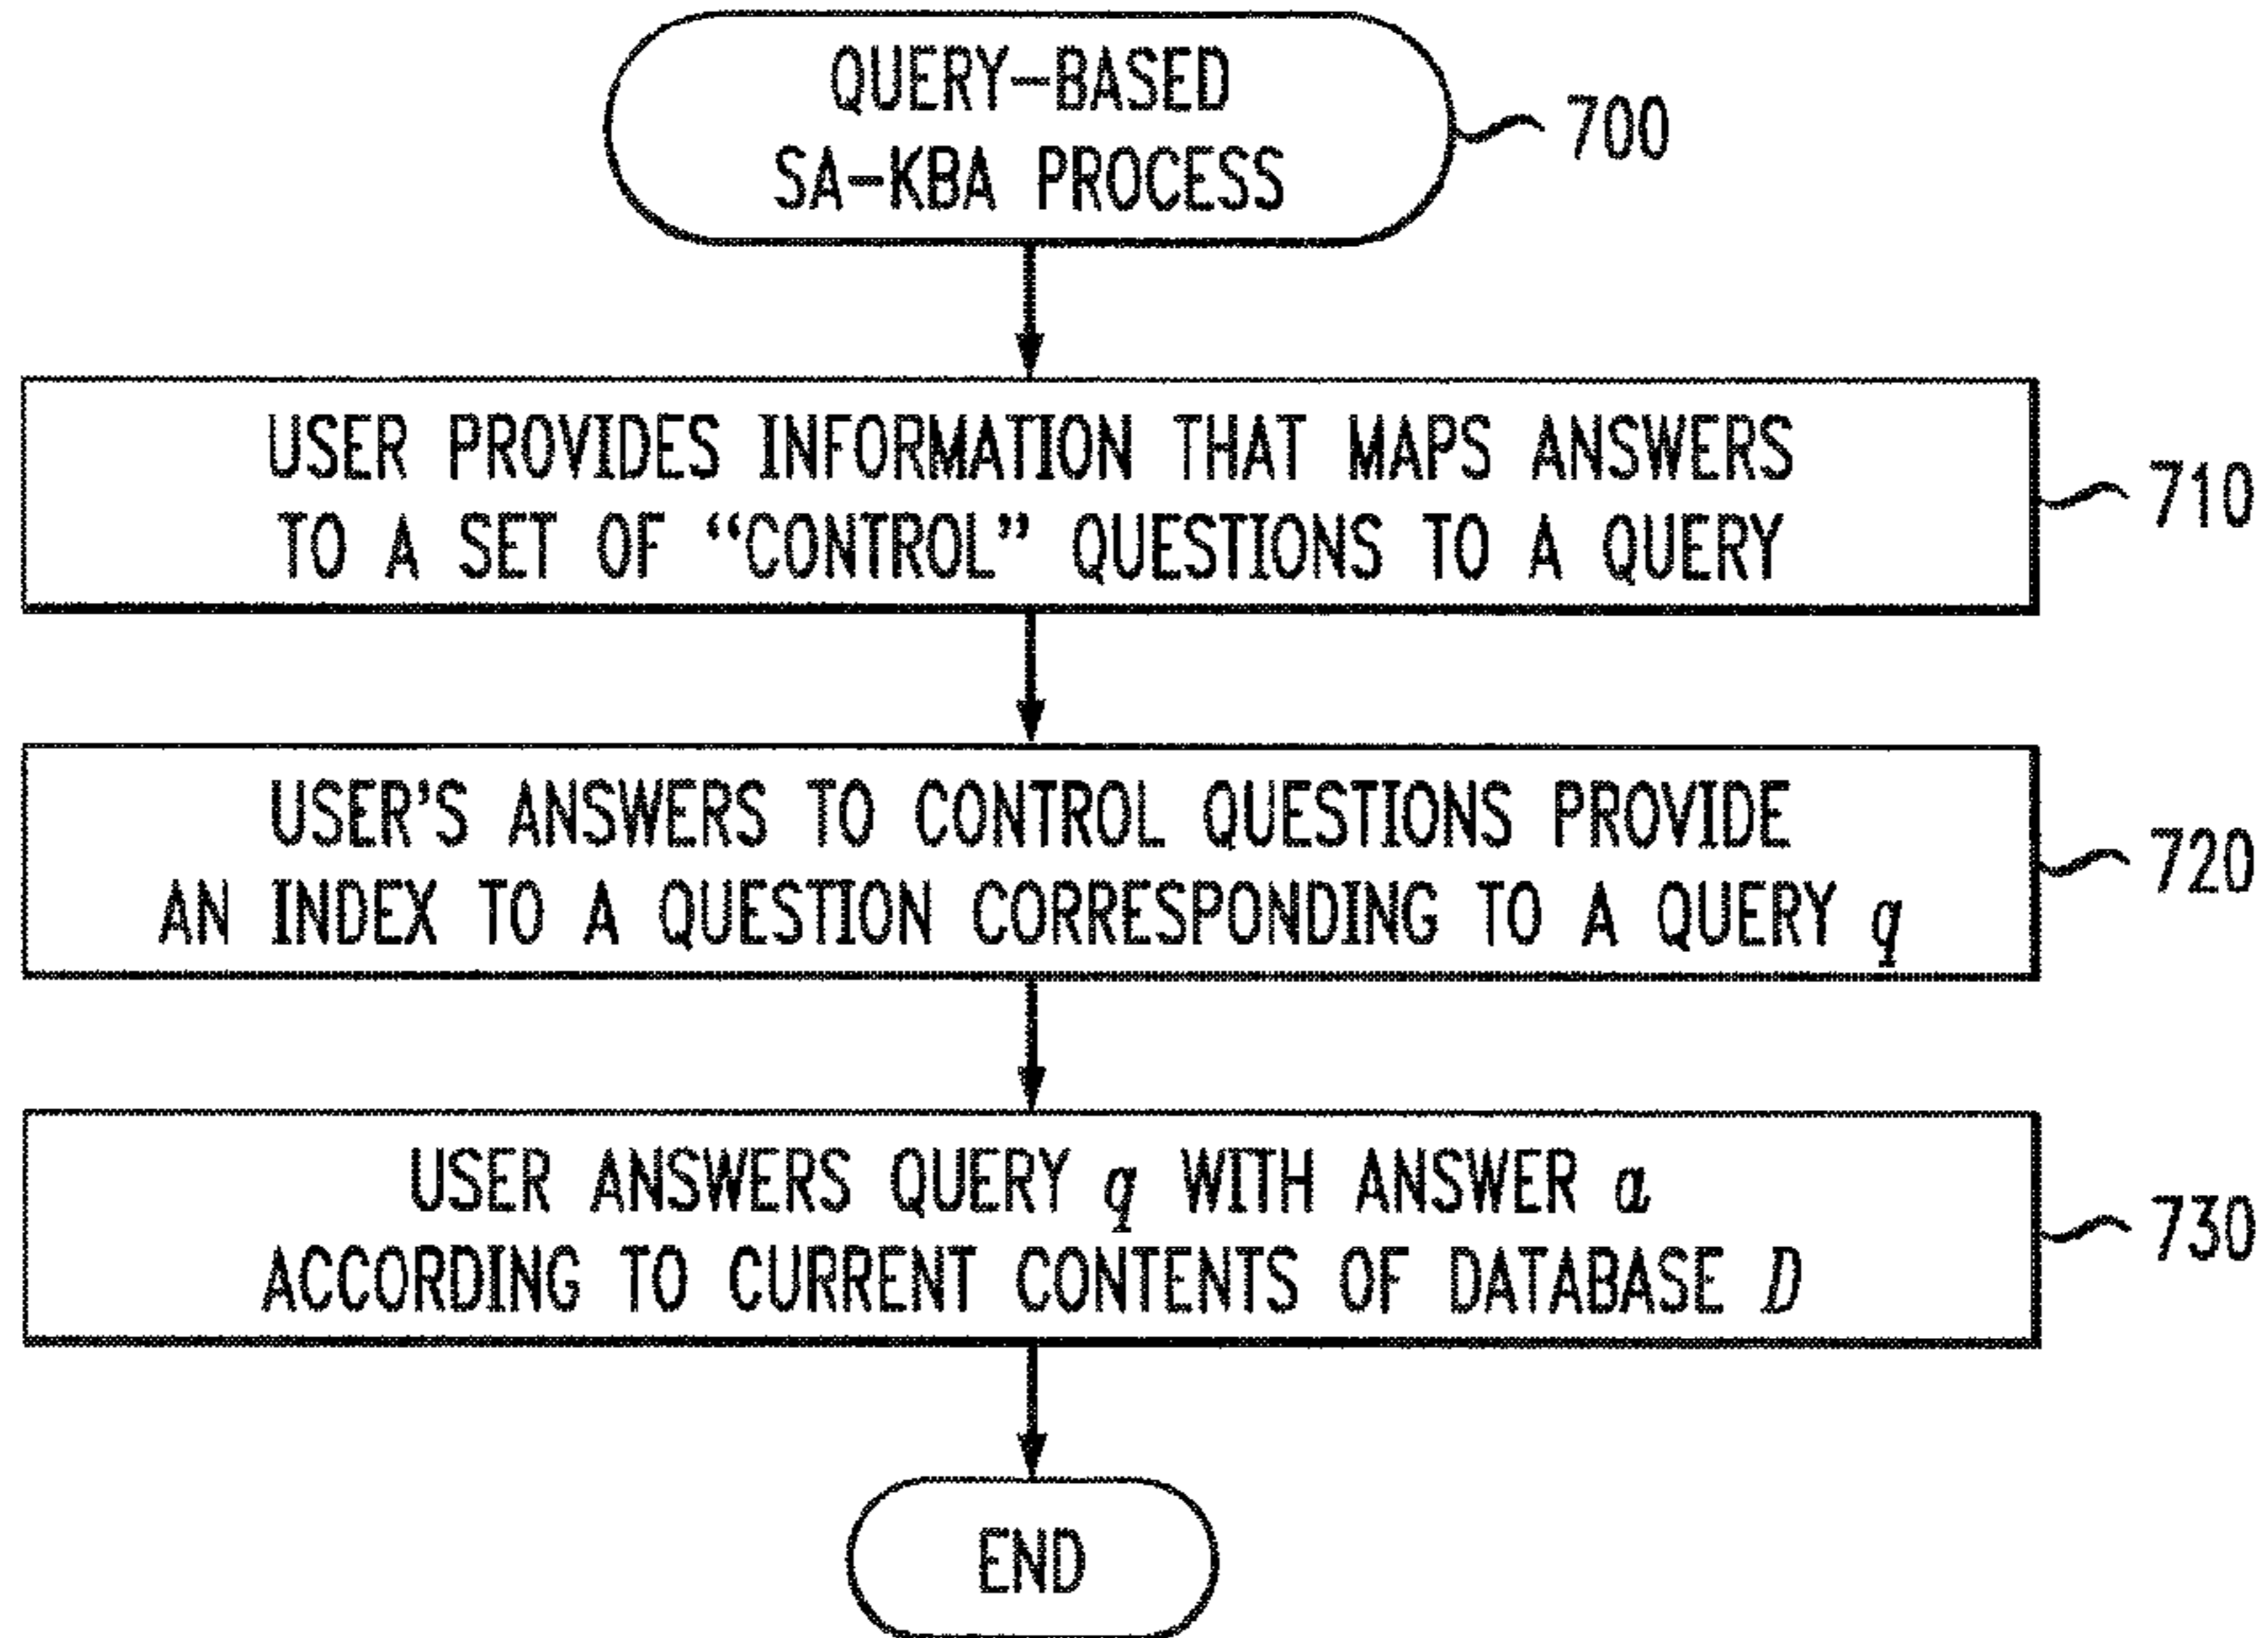 QUERY-BASED
SA-KBA PROCESS
700
USER PROVIDES INFORMATION THAT MAPS ANSWERS
TO A SET OF “CONTROL” QUESTIONS TO A QUERY
710
USER'S ANSWERS TO CONTROL QUESTIONS PROVIDE
AN INDEX TO A QUESTION CORRESPONDING TO A QUERY q
720
USER ANSWERS QUERY q WITH ANSWER a
ACCORDING TO CURRENT CONTENTS OF DATABASE D
730
END